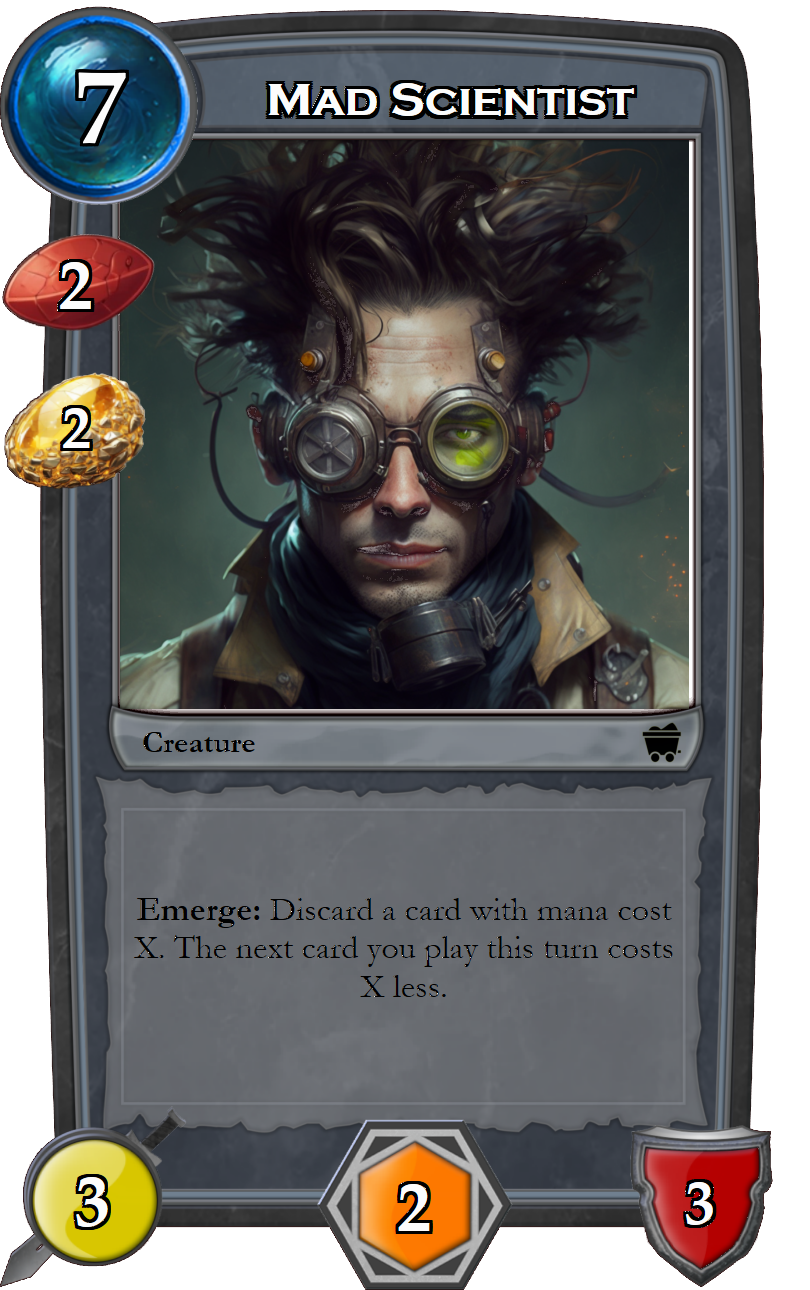 7
Mad Scientist
2
2
Creature
Emerge: Discard a card with mana cost
X. The next card you play this turn costs
X less.
3
2
3